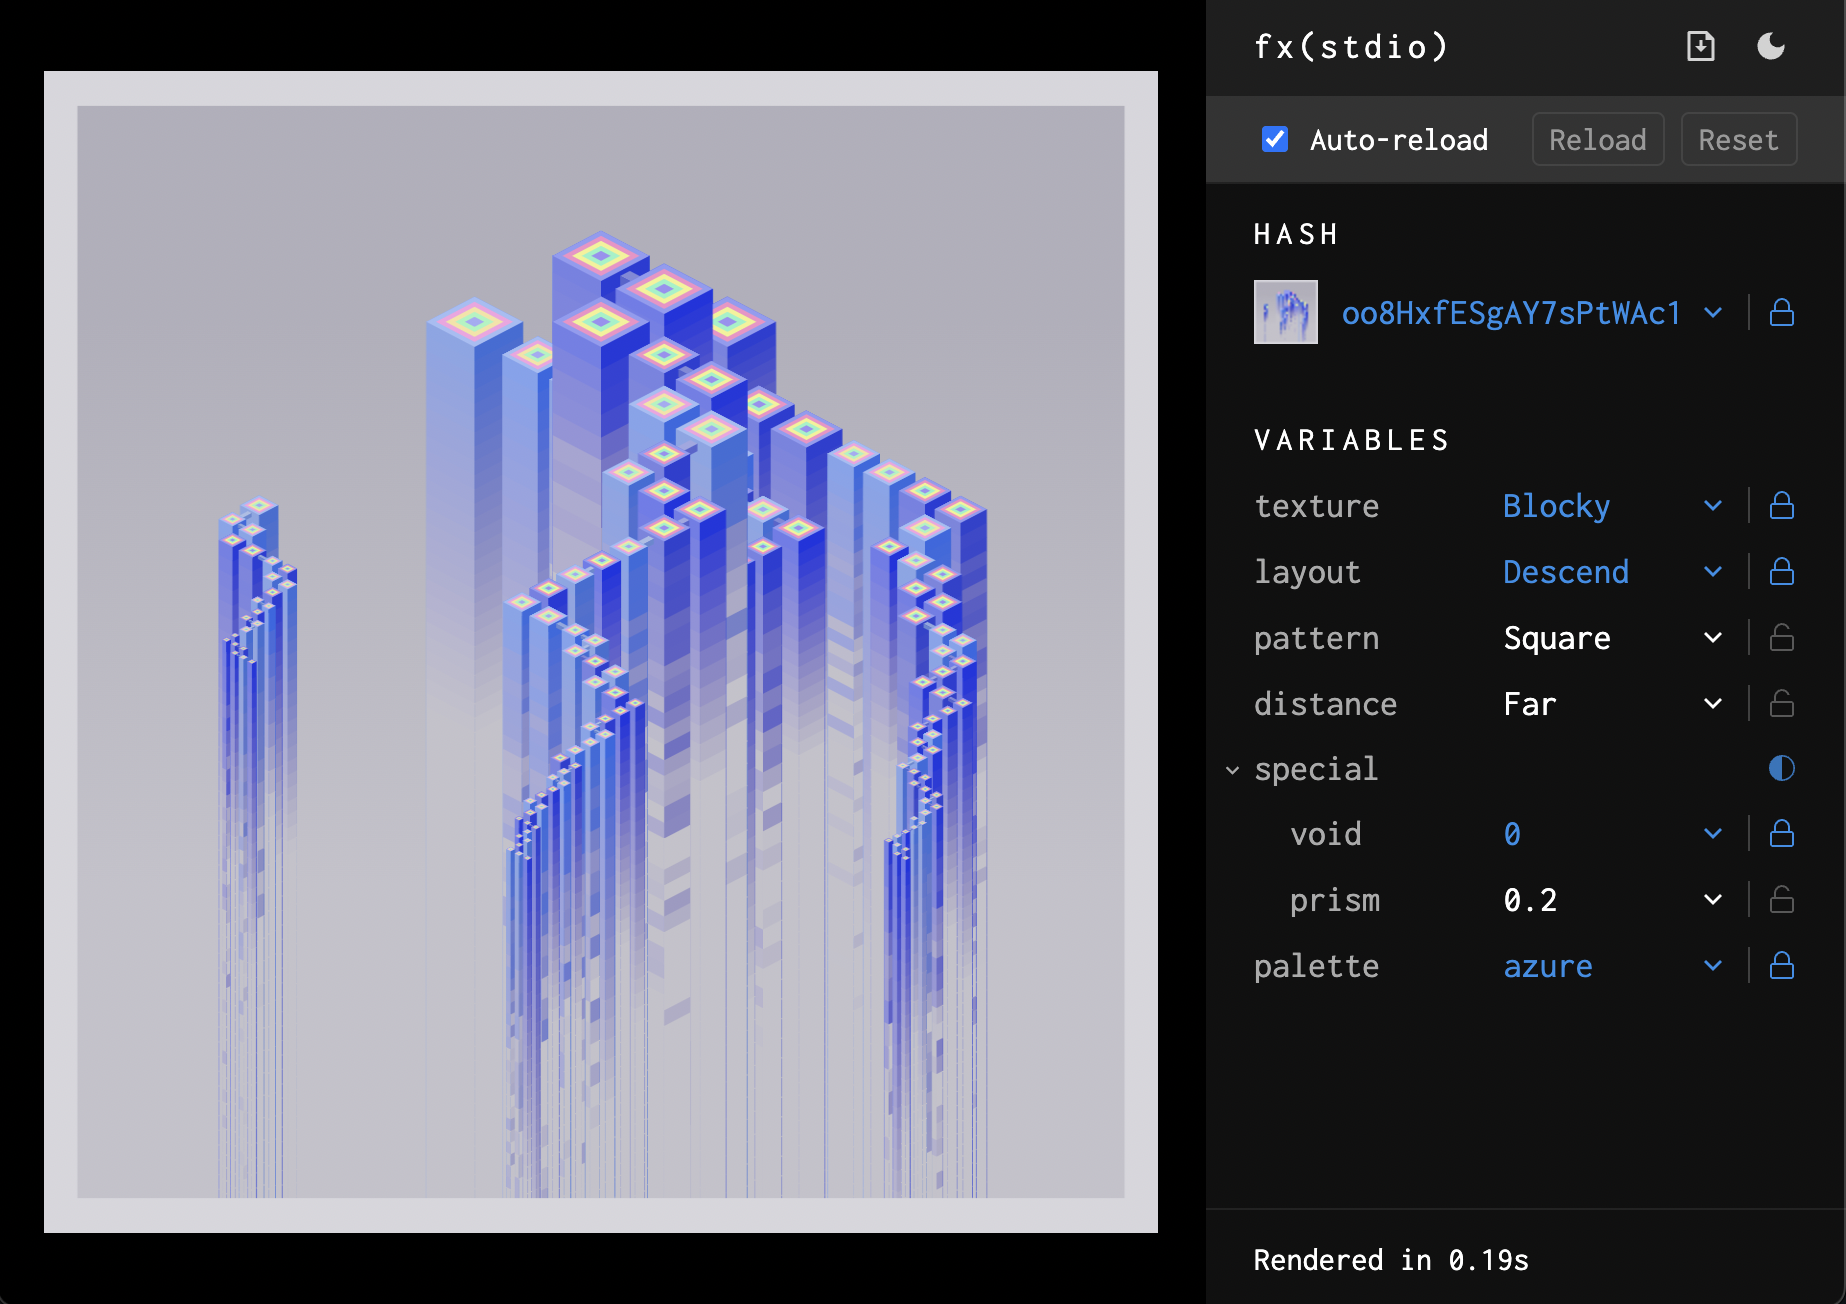 fx(stdio)
Auto-reload Reload Reset
HASH
oo8HxfESgAY7sPtWAc1
VARIABLES
texture Blocky
layout Descend
pattern Square
distance Far
special
void 0
prism 0.2
palette azure
Rendered in 0.19s